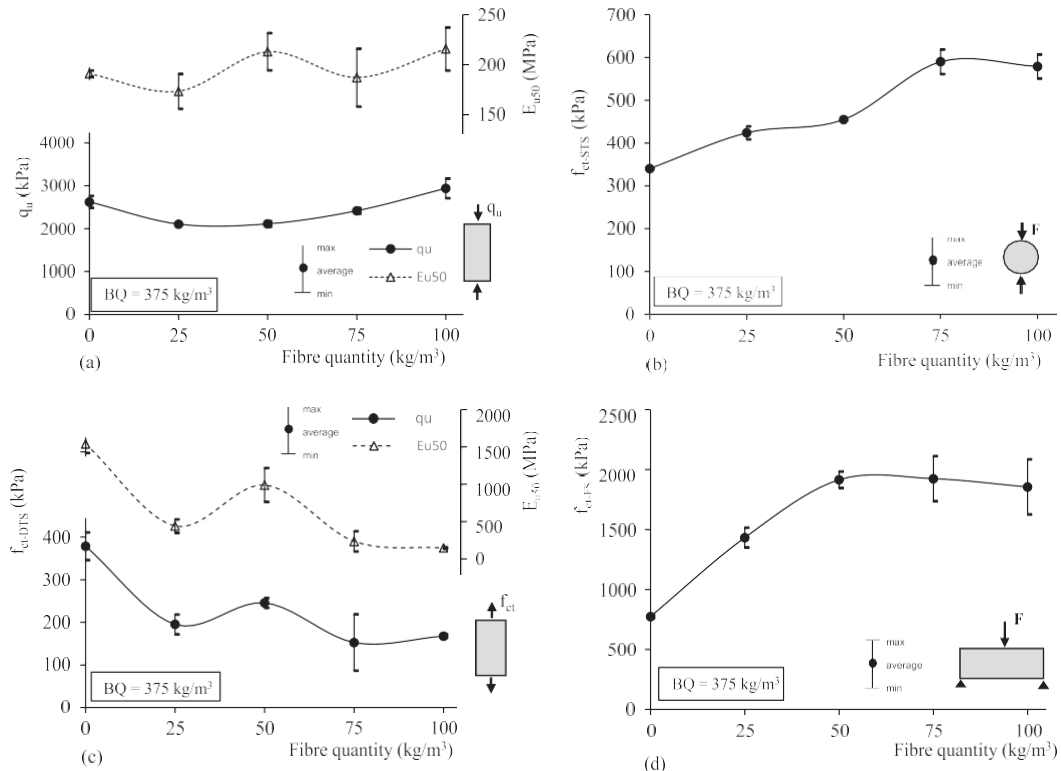 250
200
150
100
E_u50 (MPa)
4000
3000
2000
1000
0
q_u (kPa)
q_u
max
average
min
qu
Eu50
BQ = 375 kg/m³
0 25 50 75 100
Fibre quantity (kg/m³)
(a)
700
600
500
400
300
200
100
0
f_ct-STS (kPa)
max
average
min
F
BQ = 375 kg/m³
0 25 50 75 100
Fibre quantity (kg/m³)
(b)
max
average
min
qu
Eu50
2000
1500
1000
500
0
E_u50 (MPa)
400
300
200
100
0
f_ct-DTS (kPa)
f_ct
BQ = 375 kg/m³
0 25 50 75 100
Fibre quantity (kg/m³)
(c)
2500
2000
1500
1000
500
0
f_ct-FS (kPa)
F
max
average
min
BQ = 375 kg/m³
0 25 50 75 100
Fibre quantity (kg/m³)
(d)